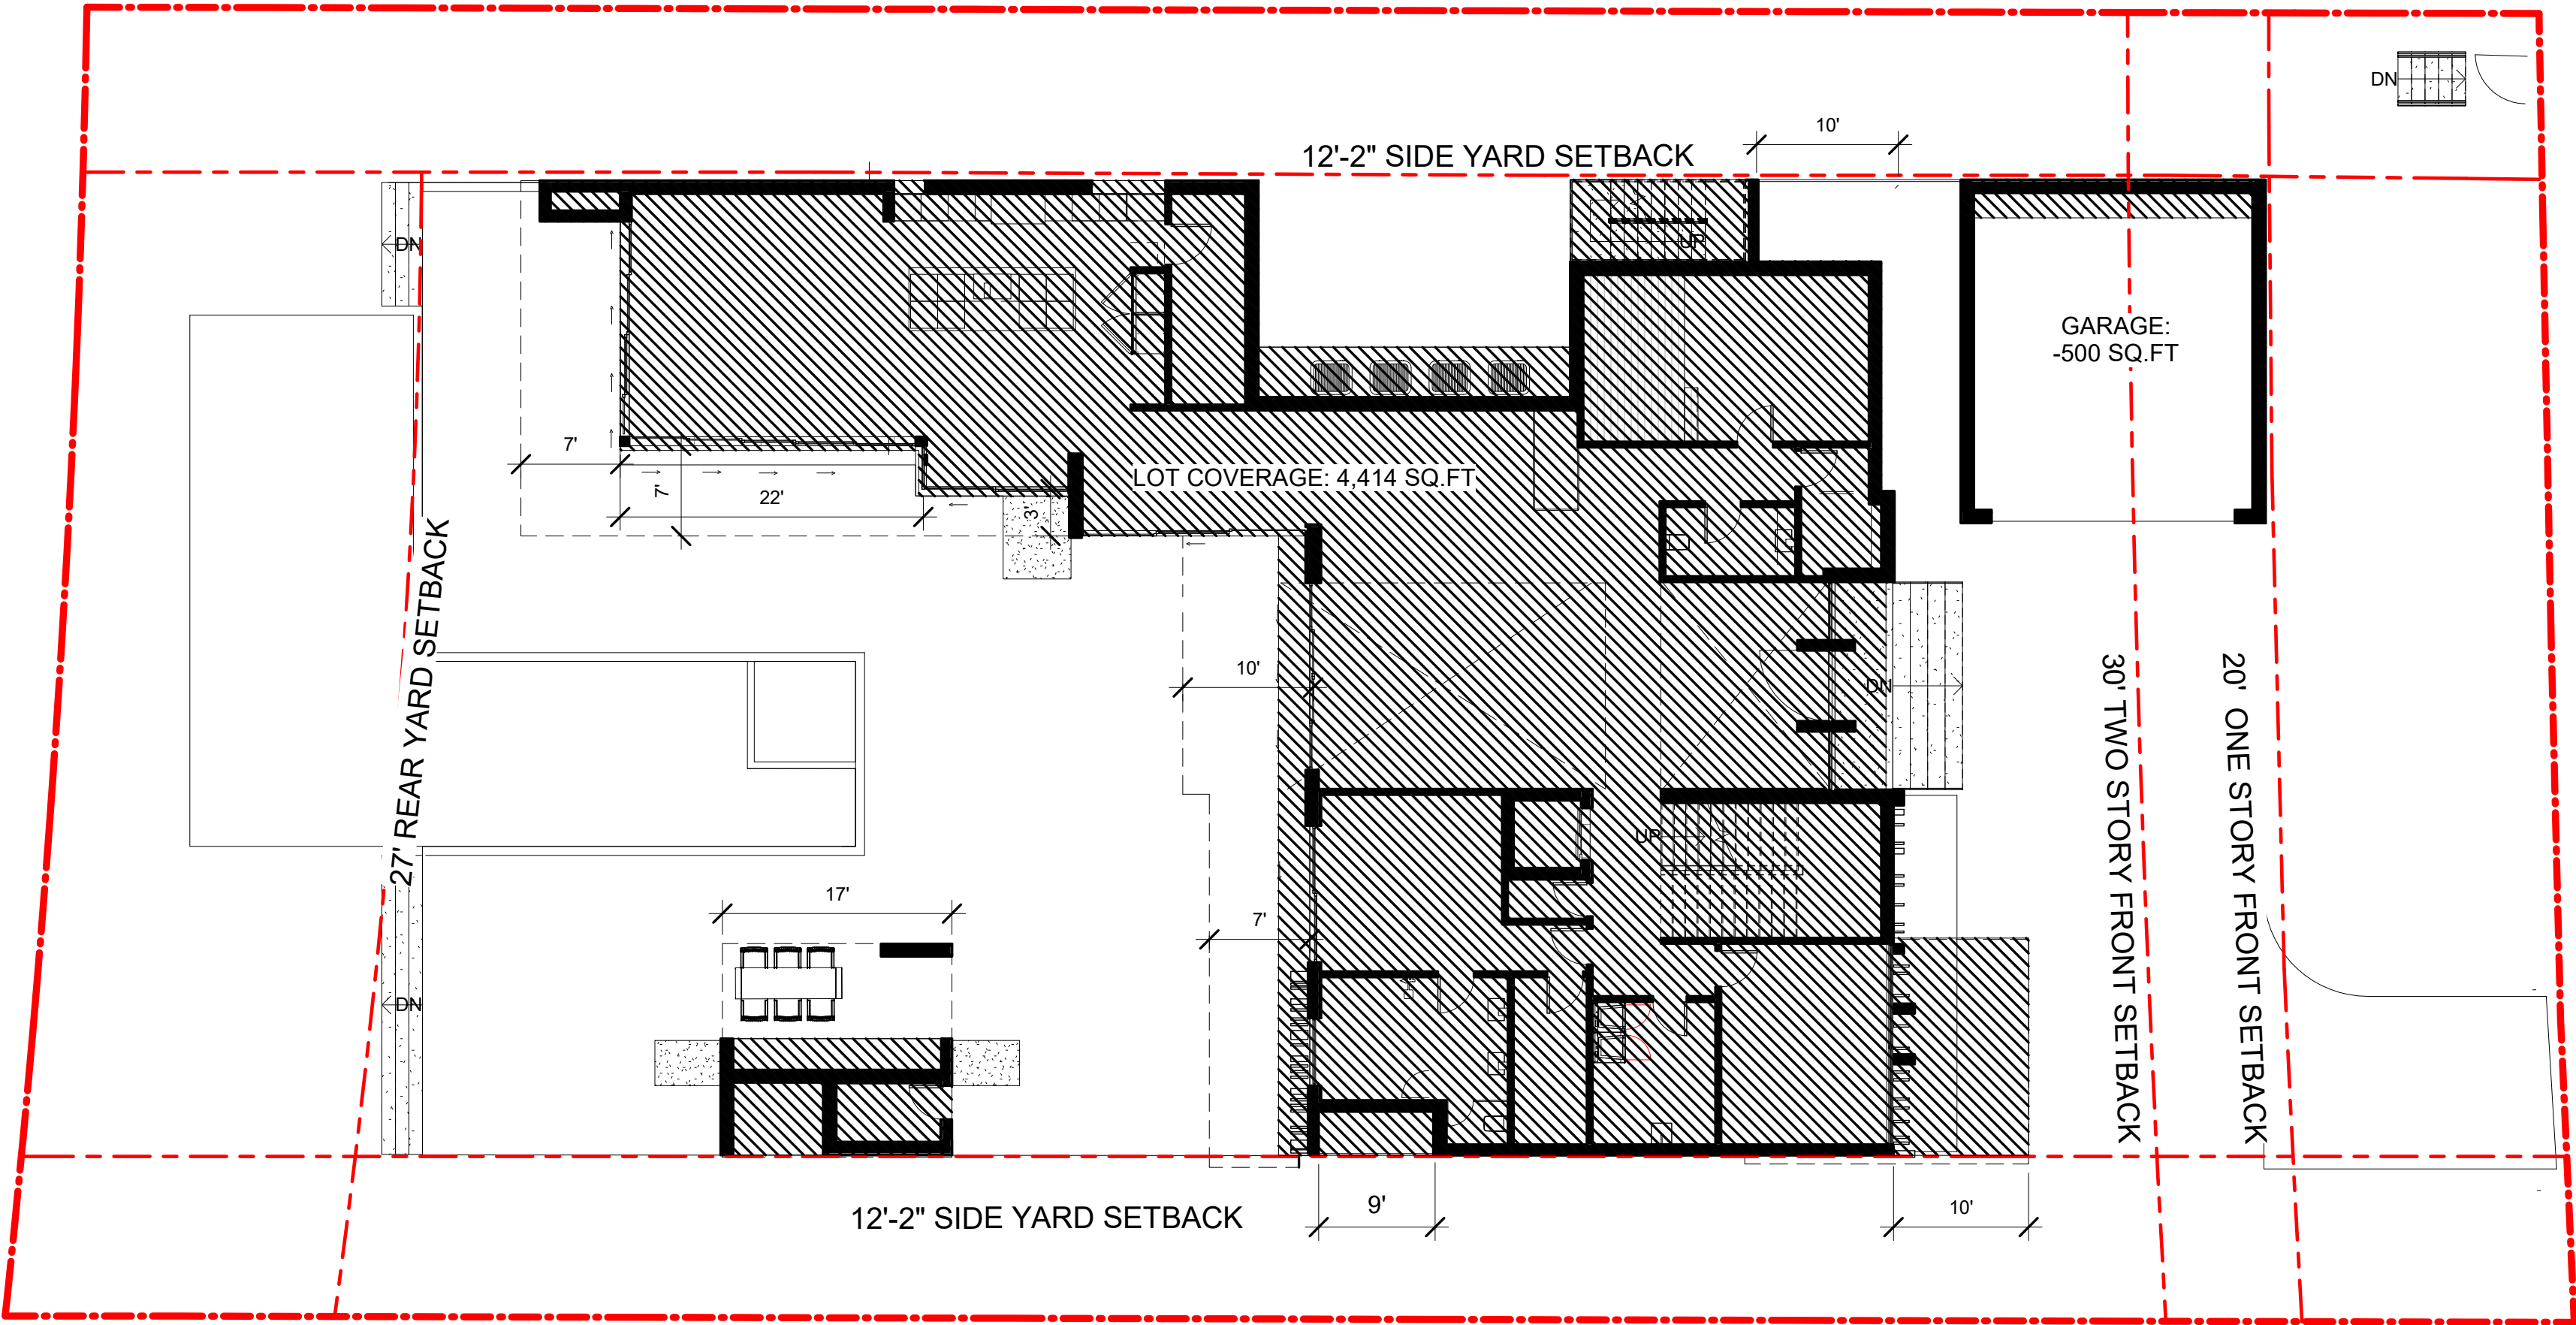 DN
10'
12'-2" SIDE YARD SETBACK
UP
DN
GARAGE:
-500 SQ.FT
7'
7'
22'
LOT COVERAGE: 4,414 SQ.FT
3'
27' REAR YARD SETBACK
10'
DN
30' TWO STORY FRONT SETBACK
20' ONE STORY FRONT SETBACK
UP
17'
7'
DN
12'-2" SIDE YARD SETBACK
9'
10'